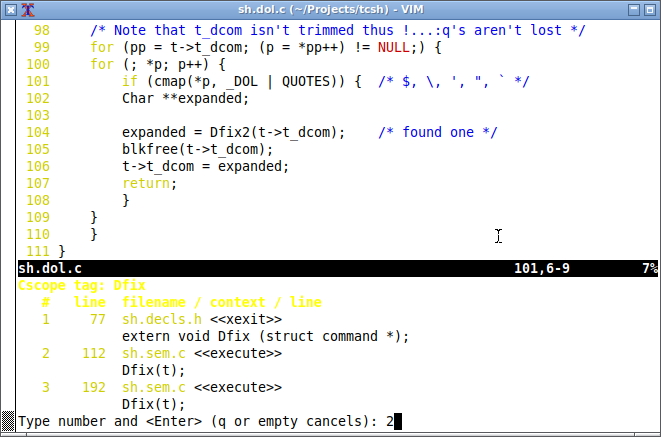 sh.dol.c (~/Projects/tcsh) - VIM
98     /* Note that t_dcom isn't trimmed thus !...:q's aren't lost */
99     for (pp = t->t_dcom; (p = *pp++) != NULL;) {
100     for (; *p; p++) {
101         if (cmap(*p, _DOL | QUOTES)) {  /* $, \, ', ", ` */
102         Char **expanded;
103
104         expanded = Dfix2(t->t_dcom);    /* found one */
105         blkfree(t->t_dcom);
106         t->t_dcom = expanded;
107         return;
108         }
109     }
110     }
111 }
sh.dol.c 101,6-9 7%
Cscope tag: Dfix
#   line  filename / context / line
1     77  sh.decls.h <<xexit>>
extern void Dfix (struct command *);
2    112  sh.sem.c <<execute>>
Dfix(t);
3    192  sh.sem.c <<execute>>
Dfix(t);
Type number and <Enter> (q or empty cancels): 2